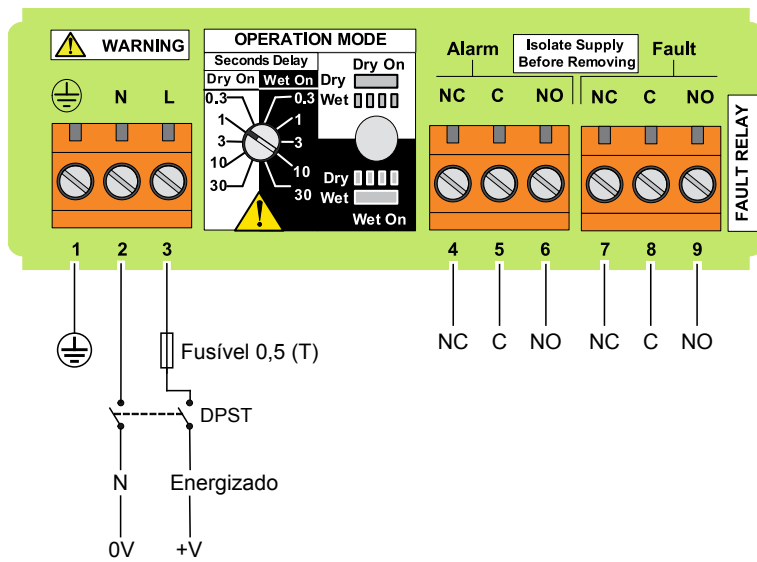 WARNING
N L
OPERATION MODE
Seconds Delay
Dry On Wet On
0.3 0.3
1 1
3 3
10 10
30 30
Dry On
Dry
Wet
Dry
Wet
Wet On
Alarm
Isolate Supply
Before Removing
Fault
NC C NO NC C NO
FAULT RELAY
1 2 3 4 5 6 7 8 9
NC C NO NC C NO
Fusível 0,5 (T)
DPST
N Energizado
0V +V